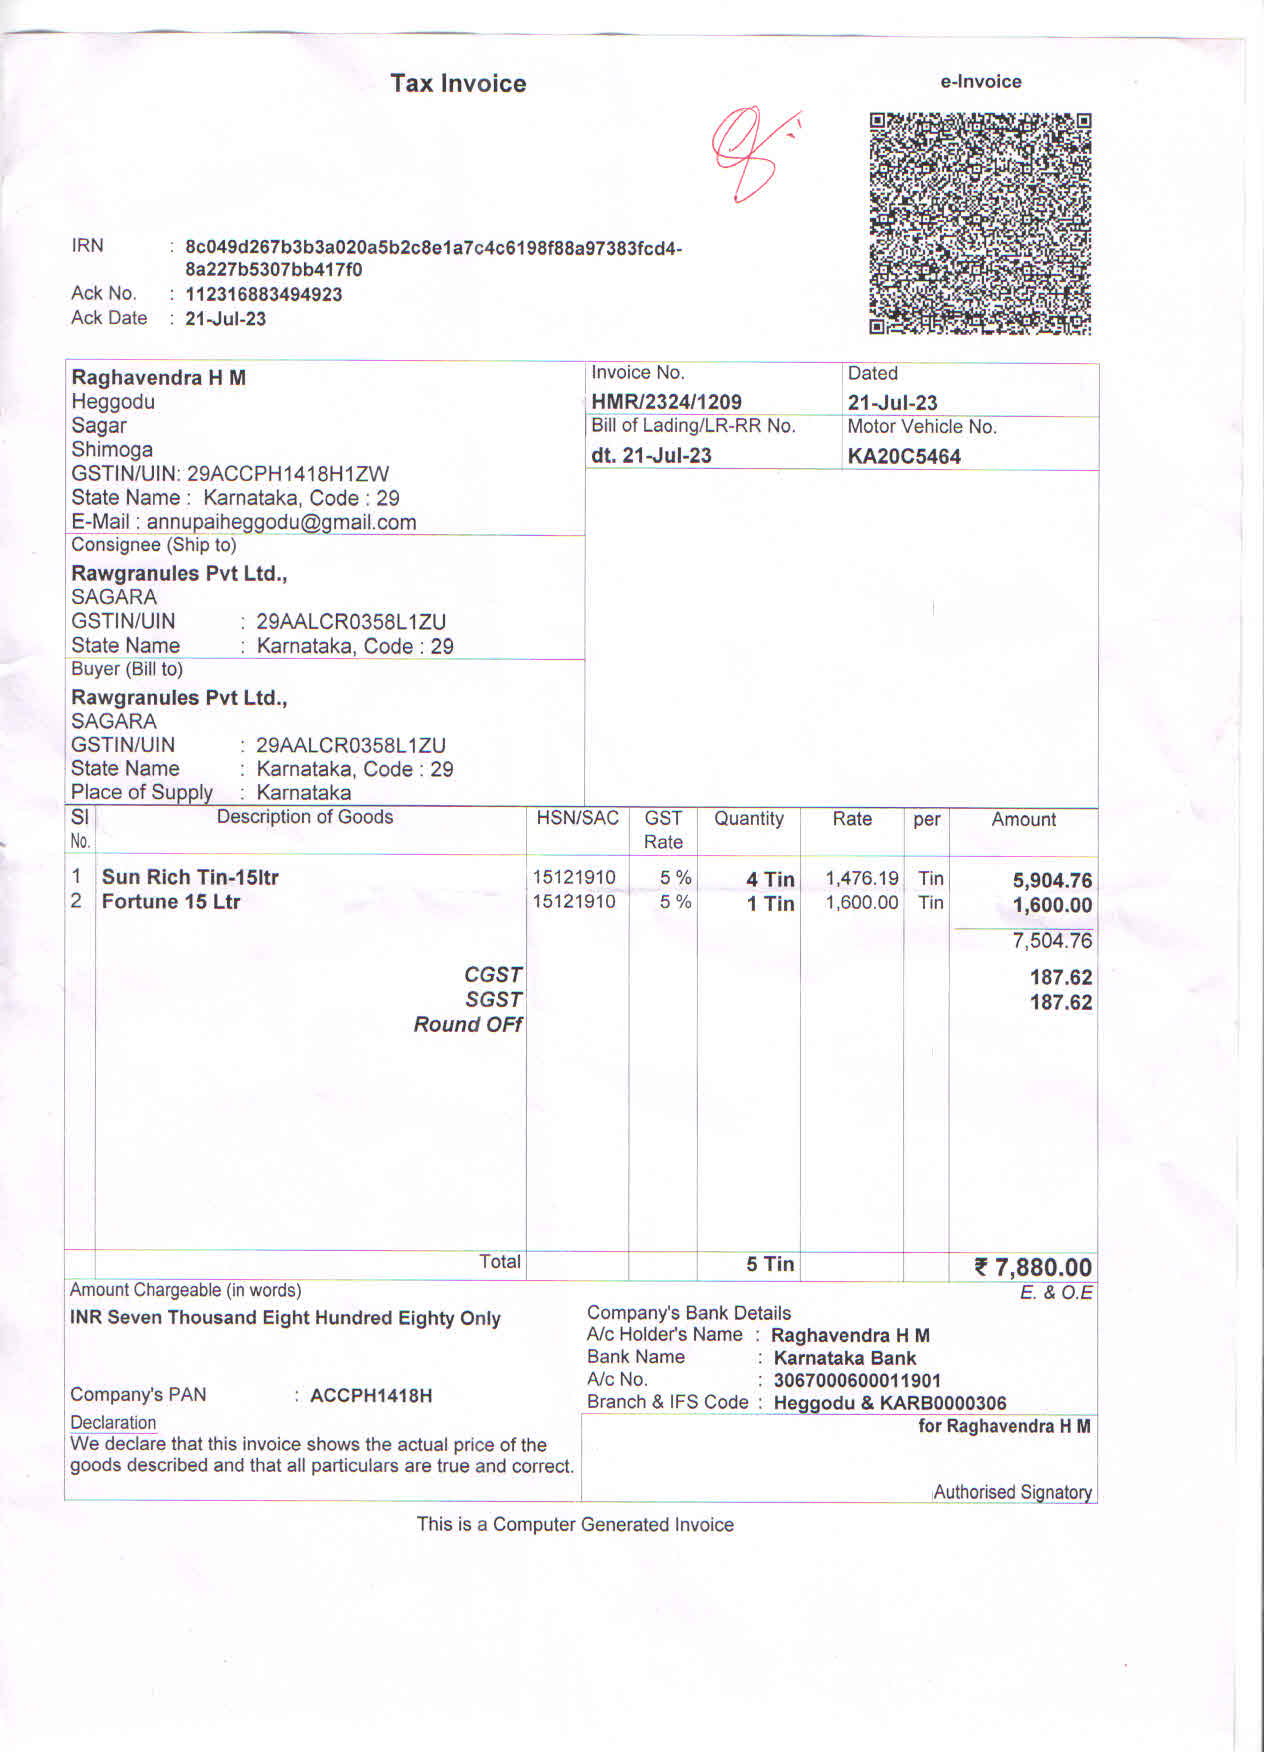 Tax Invoice
e-Invoice
IRN : 8c049d267b3b3a020a5b2c8e1a7c4c6198f88a97383fcd4-
8a227b5307bb417f0
Ack No. : 112316883494923
Ack Date : 21-Jul-23
Raghavendra H M
Heggodu
Sagar
Shimoga
GSTIN/UIN: 29ACCPH1418H1ZW
State Name : Karnataka, Code : 29
E-Mail : annupaiheggodu@gmail.com
Invoice No. Dated
HMR/2324/1209 21-Jul-23
Bill of Lading/LR-RR No. Motor Vehicle No.
dt. 21-Jul-23 KA20C5464
Consignee (Ship to)
Rawgranules Pvt Ltd.,
SAGARA
GSTIN/UIN : 29AALCR0358L1ZU
State Name : Karnataka, Code : 29
Buyer (Bill to)
Rawgranules Pvt Ltd.,
SAGARA
GSTIN/UIN : 29AALCR0358L1ZU
State Name : Karnataka, Code : 29
Place of Supply : Karnataka
Sl Description of Goods HSN/SAC GST Quantity Rate per Amount
No. Rate
1 Sun Rich Tin-15ltr 15121910 5 % 4 Tin 1,476.19 Tin 5,904.76
2 Fortune 15 Ltr 15121910 5 % 1 Tin 1,600.00 Tin 1,600.00
7,504.76
CGST 187.62
SGST 187.62
Round OFf
Total 5 Tin ₹ 7,880.00
Amount Chargeable (in words) E. & O.E
INR Seven Thousand Eight Hundred Eighty Only
Company's Bank Details
A/c Holder's Name : Raghavendra H M
Bank Name : Karnataka Bank
A/c No. : 3067000600011901
Branch & IFS Code : Heggodu & KARB0000306
Company's PAN : ACCPH1418H
Declaration
We declare that this invoice shows the actual price of the
goods described and that all particulars are true and correct.
for Raghavendra H M
Authorised Signatory
This is a Computer Generated Invoice